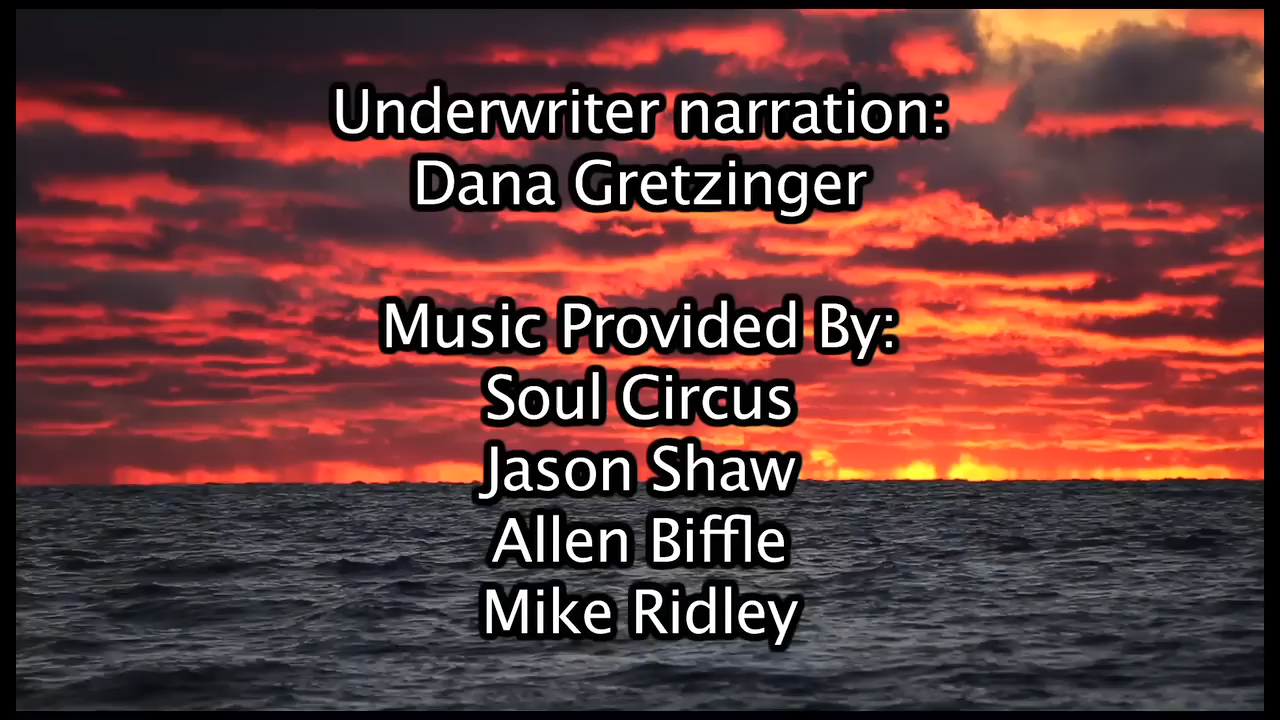 Underwriter narration:
Dana Gretzinger
Music Provided By:
Soul Circus
Jason Shaw
Allen Biffle
Mike Ridley